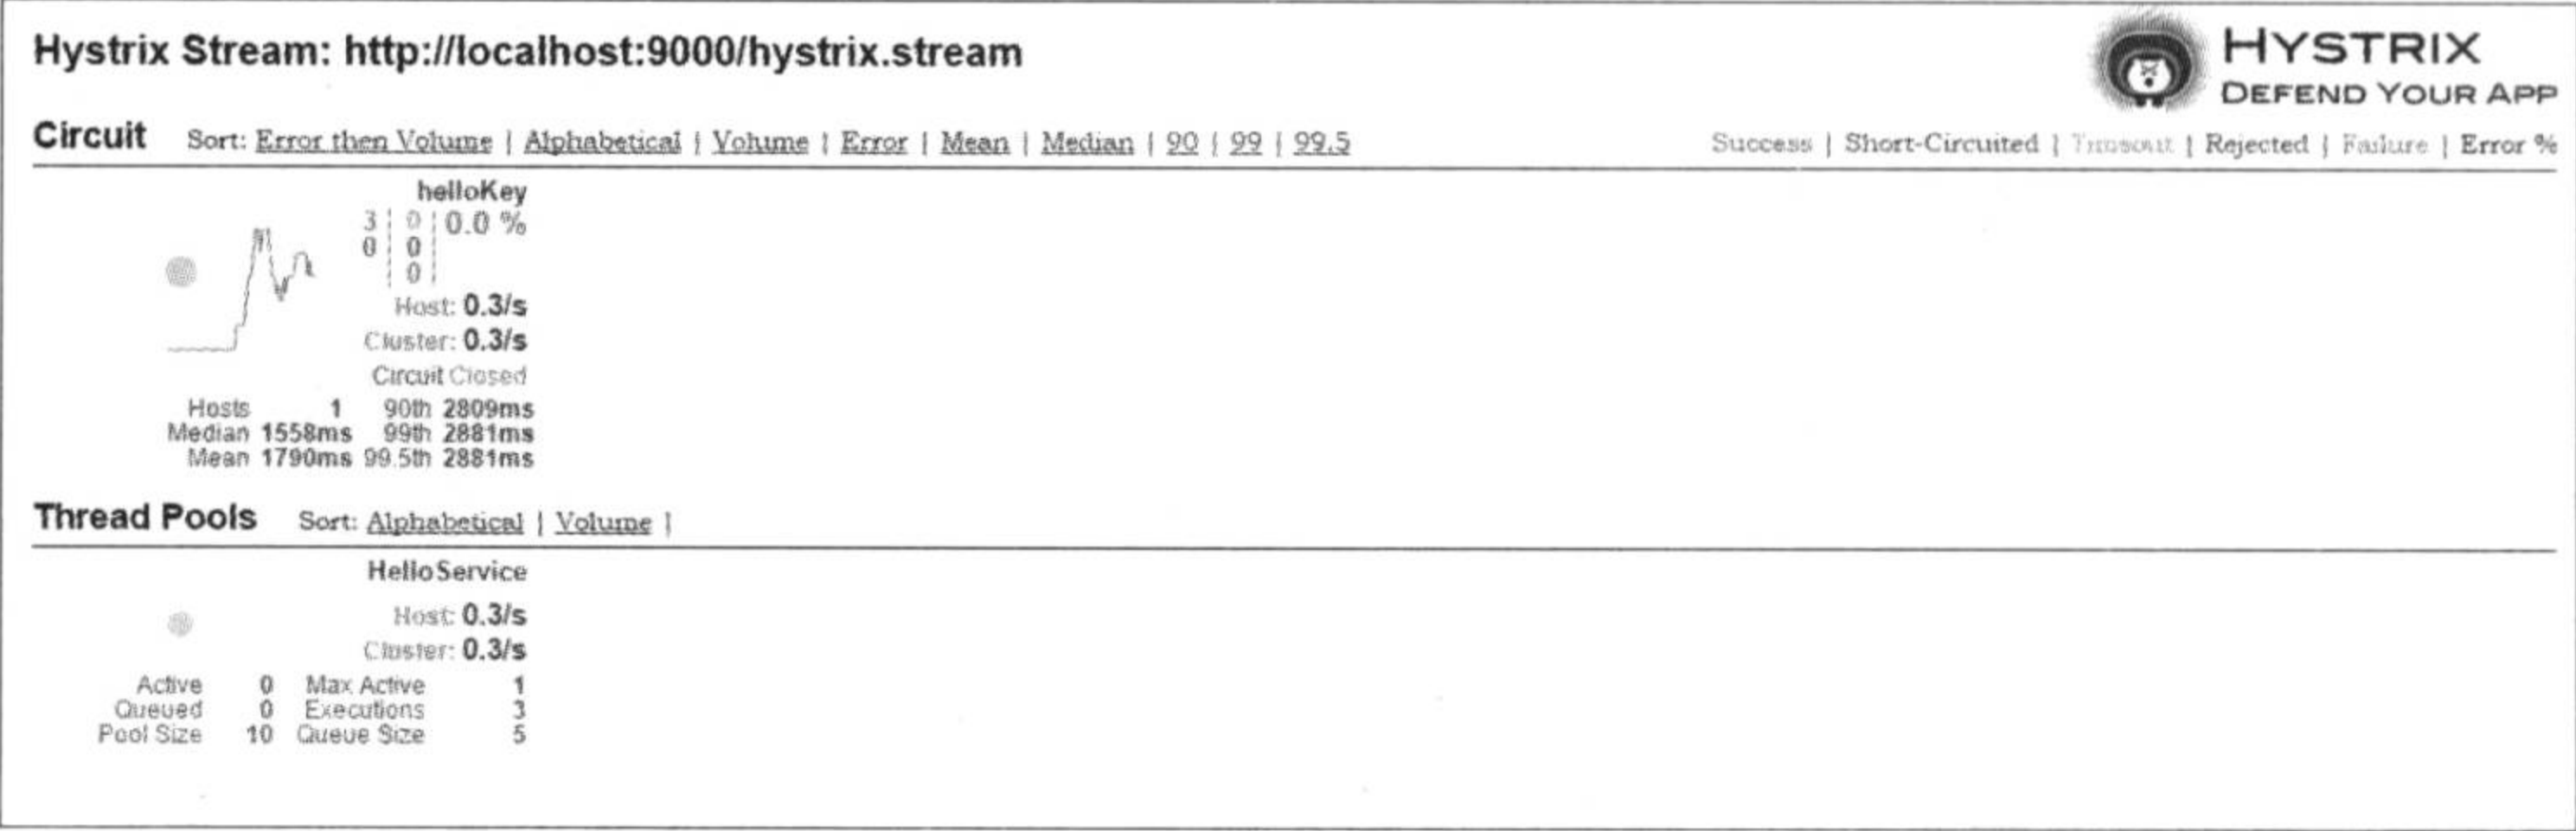 Hystrix Stream: http://localhost:9000/hystrix.stream
HYSTRIX
DEFEND YOUR APP
Circuit Sort: Error then Volume | Alphabetical | Volume | Error | Mean | Median | 90 | 99 | 99.5
Success | Short-Circuited | Timeout | Rejected | Failure | Error %
helloKey
3 | 0 | 0.0 %
0 | 0
0
Host: 0.3/s
Cluster: 0.3/s
Circuit Closed
Hosts 1 90th 2809ms
Median 1558ms 99th 2881ms
Mean 1790ms 99.5th 2881ms
Thread Pools Sort: Alphabetical | Volume |
HelloService
Host: 0.3/s
Cluster: 0.3/s
Active 0 Max Active 1
Queued 0 Executions 3
Pool Size 10 Queue Size 5